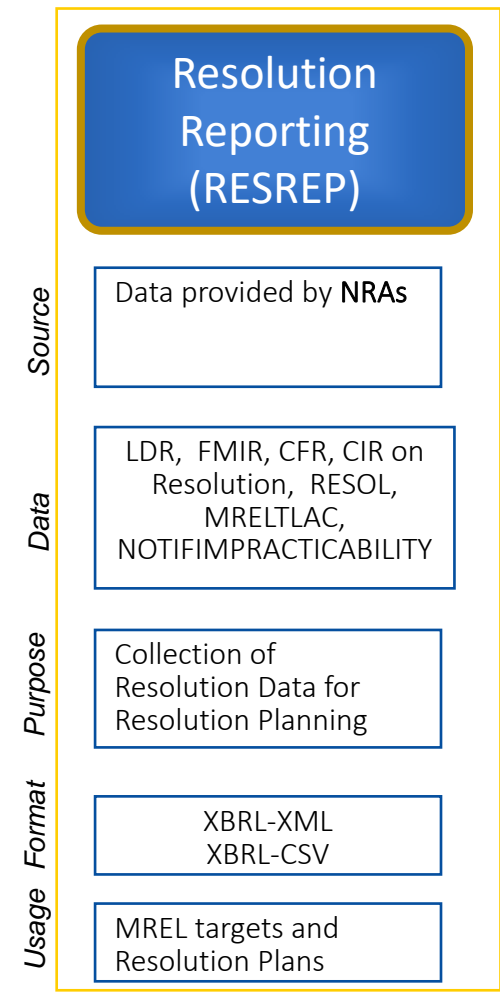 Resolution
Reporting
(RESREP)
Source
Data provided by NRAs
Data
LDR, FMIR, CFR, CIR on
Resolution, RESOL,
MRELTLAC,
NOTIFIMPRACTICABILITY
Purpose
Collection of
Resolution Data for
Resolution Planning
Format
XBRL-XML
XBRL-CSV
Usage
MREL targets and
Resolution Plans